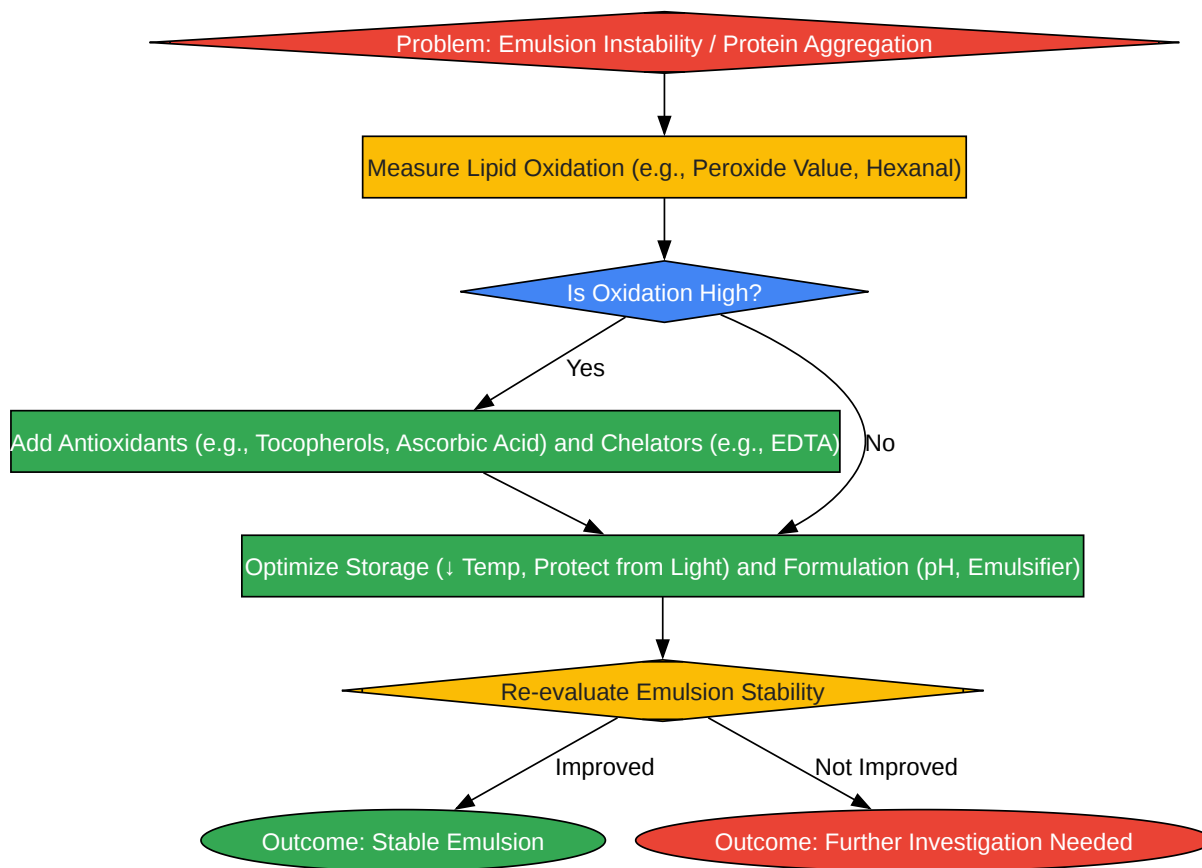 Problem: Emulsion Instability / Protein Aggregation
Measure Lipid Oxidation (e.g., Peroxide Value, Hexanal)
Is Oxidation High?
Yes
Add Antioxidants (e.g., Tocopherols, Ascorbic Acid) and Chelators (e.g., EDTA)
No
Optimize Storage (↓ Temp, Protect from Light) and Formulation (pH, Emulsifier)
Re-evaluate Emulsion Stability
Improved
Not Improved
Outcome: Stable Emulsion
Outcome: Further Investigation Needed